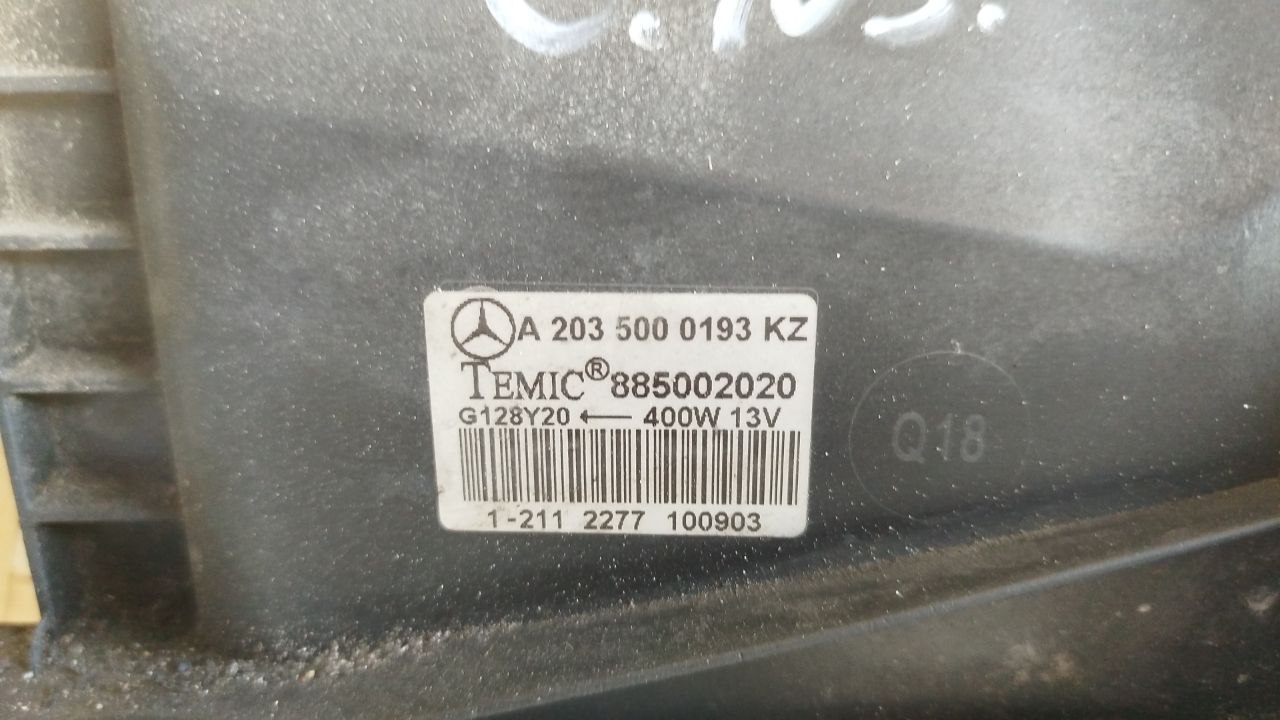 A 203 500 0193 KZ
TEMIC® 885002020
G128Y20 ← 400W 13V
Q18
1-211 2277 100903